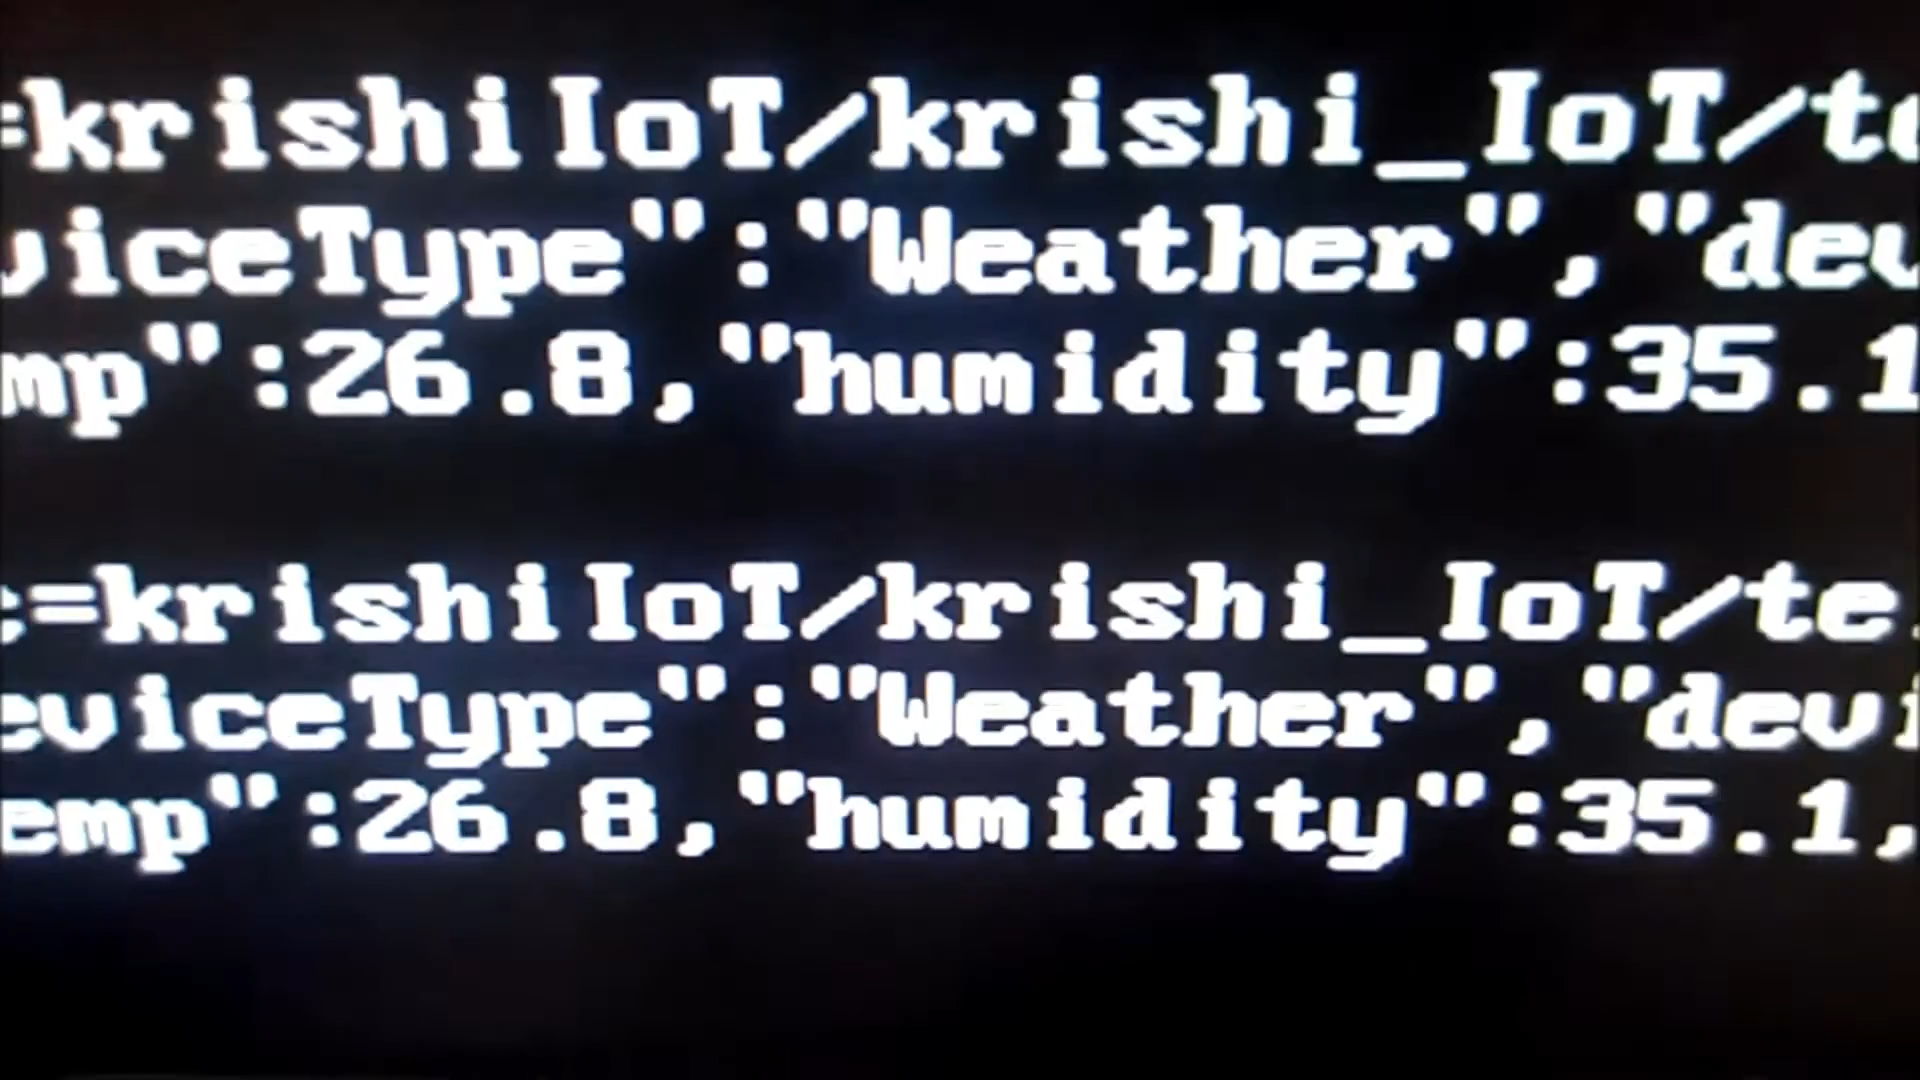 =krishiIoT/krishi_IoT/te
viceType":"Weather","dev
mp":26.8,"humidity":35.1
:=krishiIoT/krishi_IoT/te
eviceType":"Weather","devi
emp":26.8,"humidity":35.1,